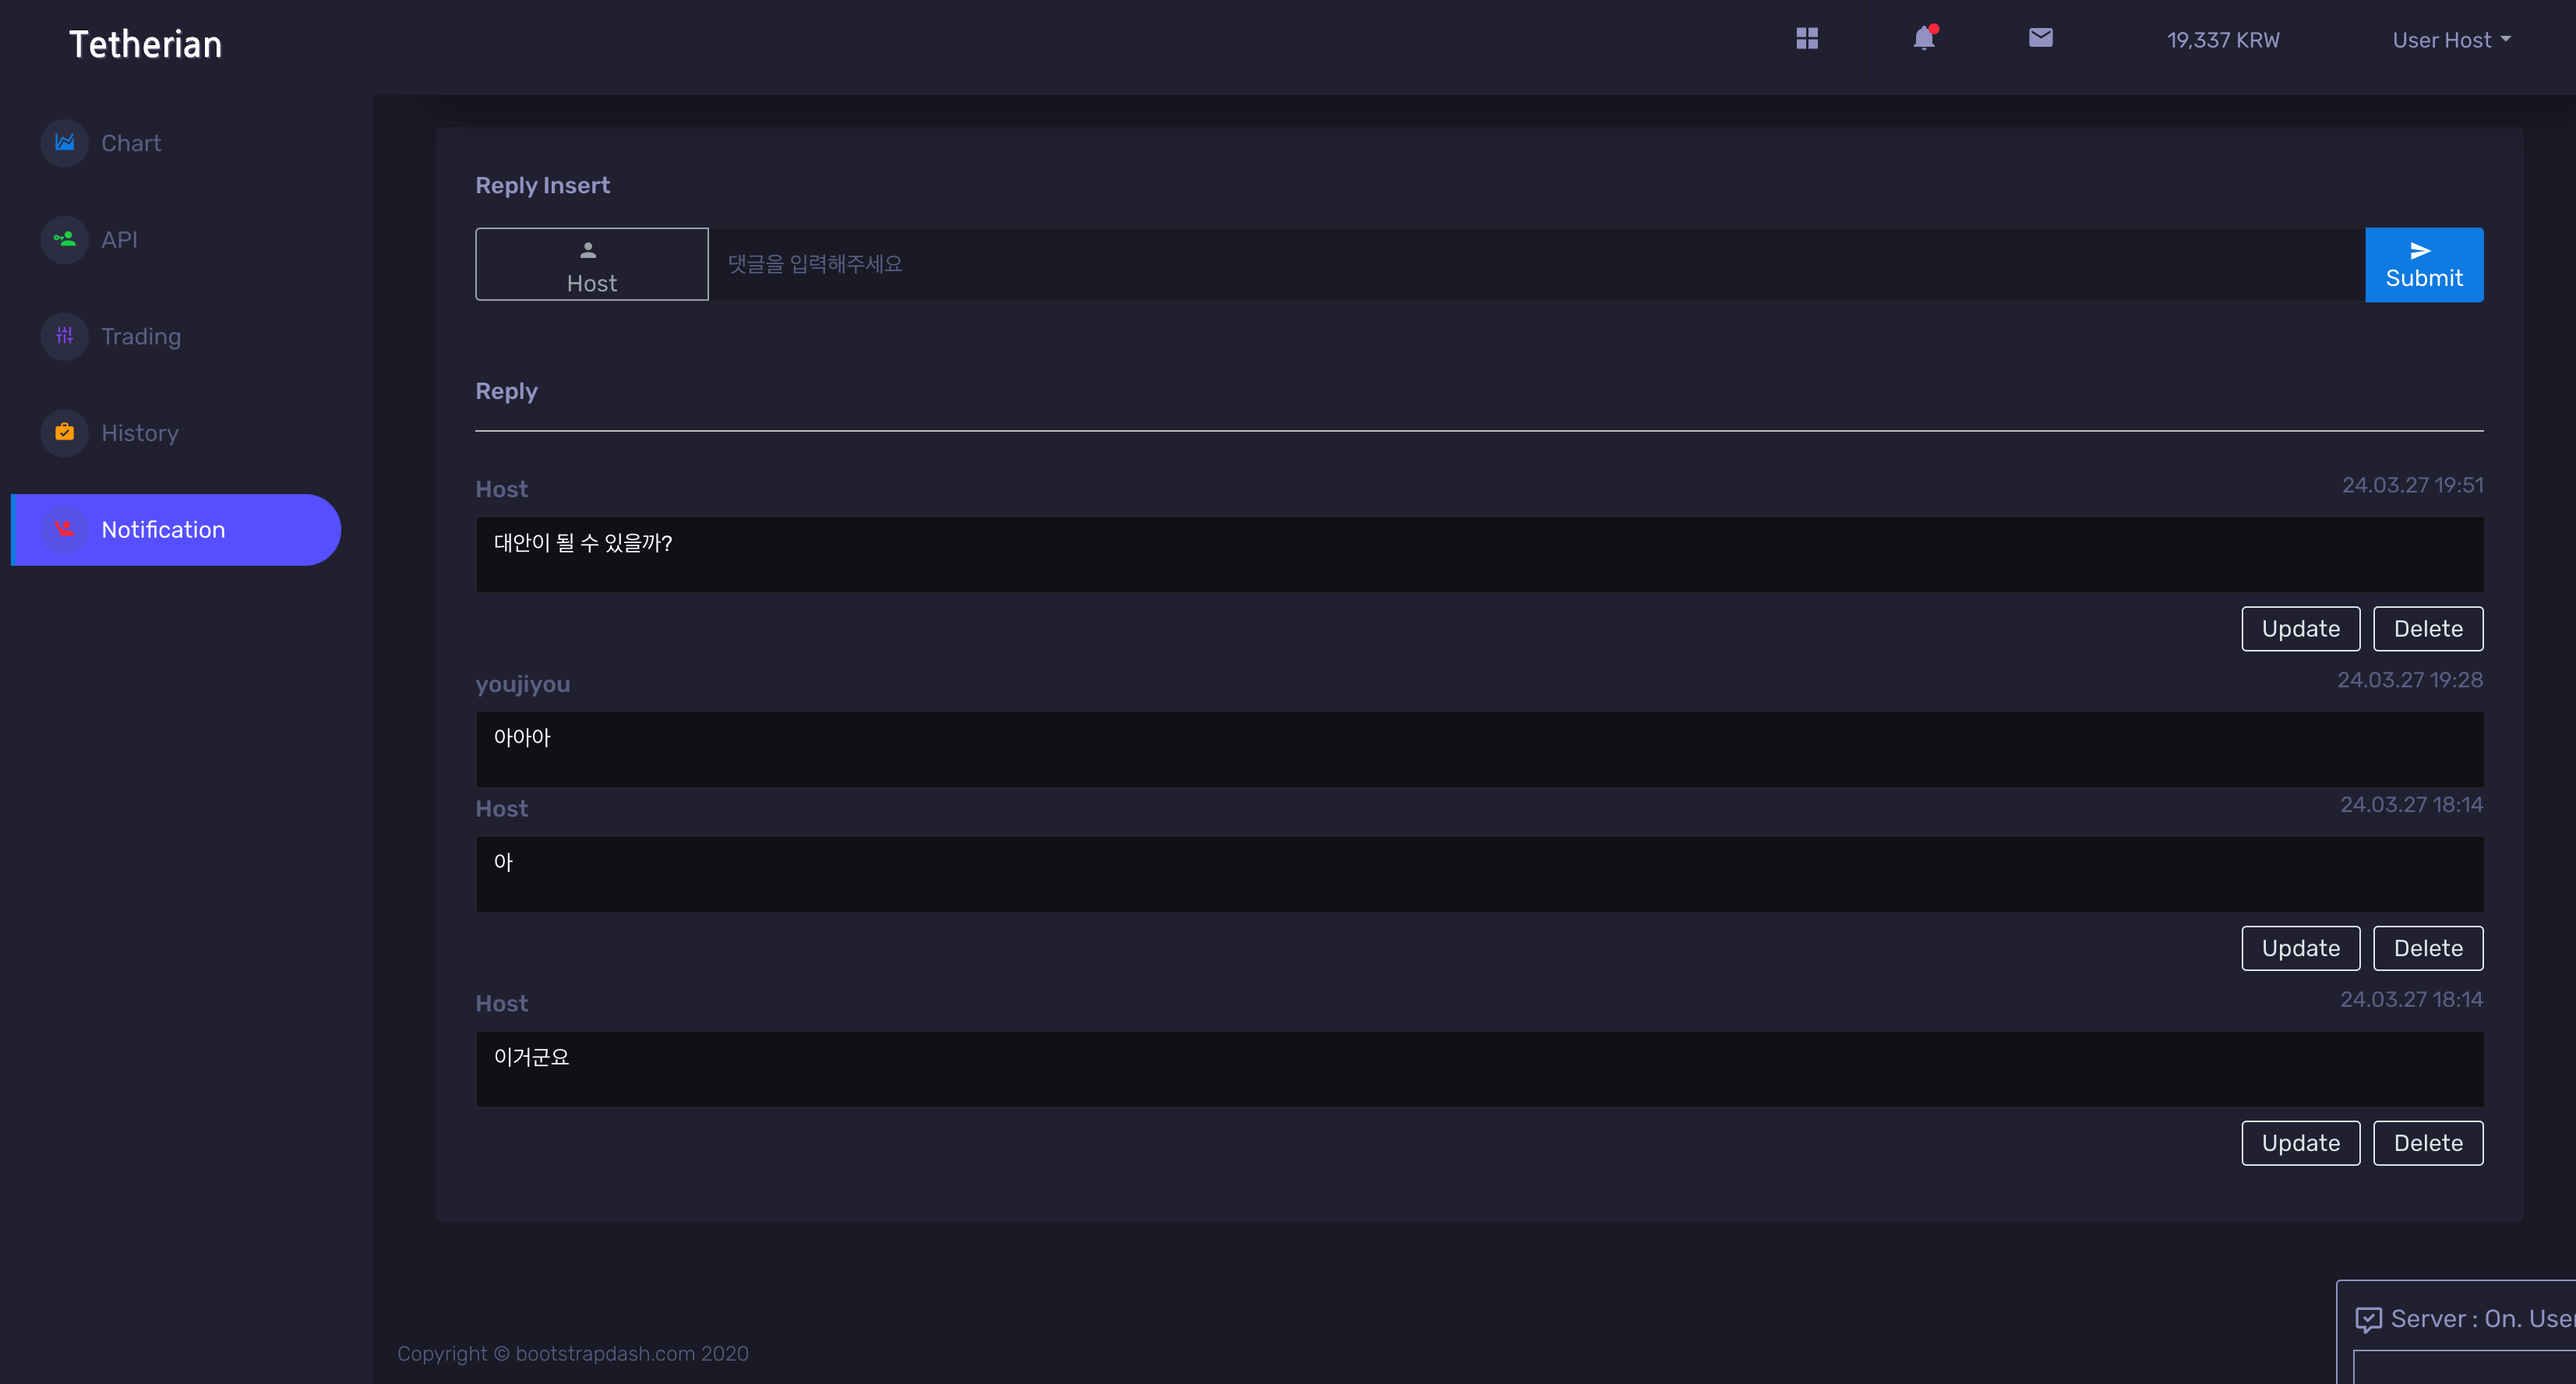 Tetherian
19,337 KRW
User Host
Chart
API
Trading
History
Notification
Reply Insert
Host
댓글을 입력해주세요
Submit
Reply
Host
24.03.27 19:51
대안이 될 수 있을까?
Update
Delete
youjiyou
24.03.27 19:28
아아아
Host
24.03.27 18:14
아
Update
Delete
Host
24.03.27 18:14
이거군요
Update
Delete
Server : On. User
Copyright © bootstrapdash.com 2020